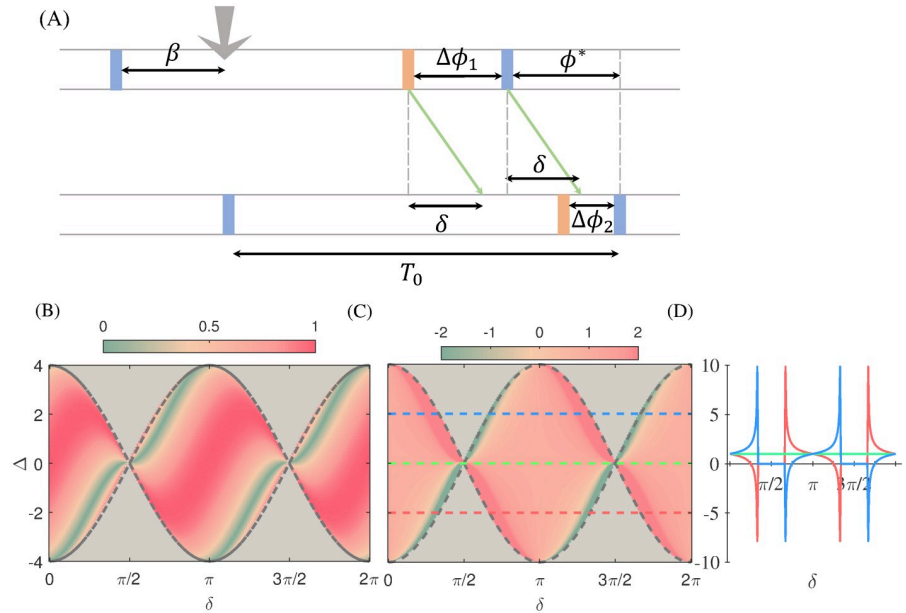 (A)
β
Δϕ₁
ϕ*
δ
δ
Δϕ₂
T₀
(B)
(C)
(D)
0 0.5 1
-2 -1 0 1 2
4
2
0
-2
-4
Δ
0 π/2 π 3π/2 2π
δ
0 π/2 π 3π/2 2π
δ
10
5
0
-5
-10
π/2 π 3π/2
δ